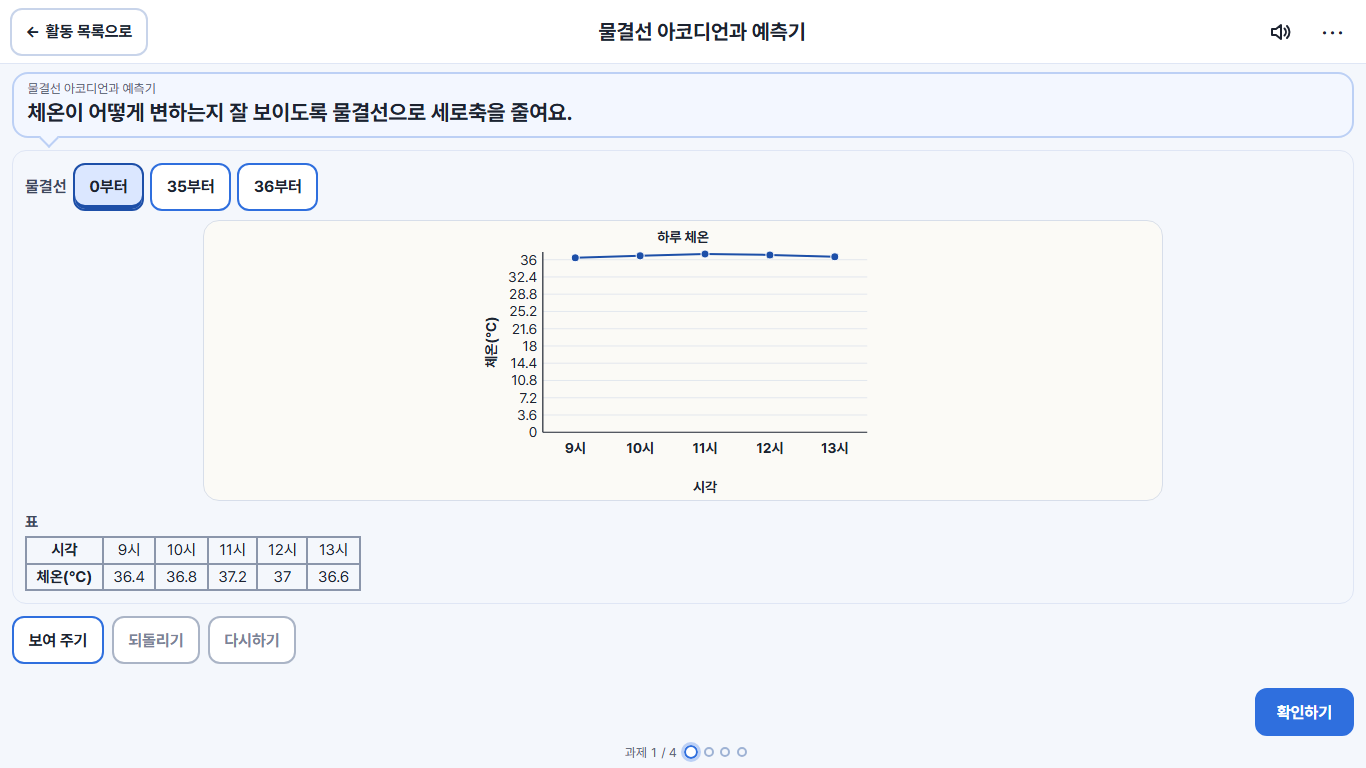 ← 활동 목록으로
물결선 아코디언과 예측기
물결선 아코디언과 예측기
체온이 어떻게 변하는지 잘 보이도록 물결선으로 세로축을 줄여요.
물결선 0부터 35부터 36부터
하루 체온
36
32.4
28.8
25.2
21.6
18
14.4
10.8
7.2
3.6
0
체온(°C)
9시 10시 11시 12시 13시
시각
표
시각 9시 10시 11시 12시 13시
체온(°C) 36.4 36.8 37.2 37 36.6
보여 주기 되돌리기 다시하기
확인하기
과제 1 / 4